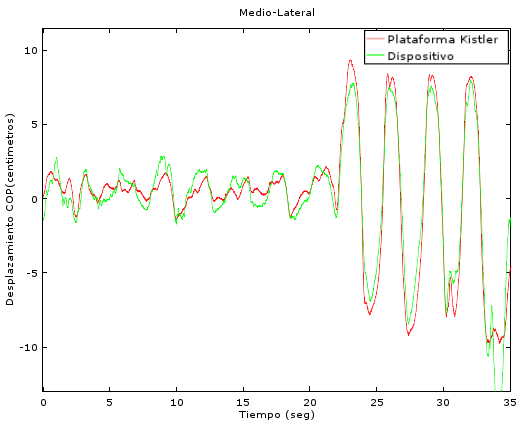 Medio-Lateral
Plataforma Kistler
Dispositivo
Desplazamiento COP(centimetros)
10
5
0
-5
-10
0 5 10 15 20 25 30 35
Tiempo (seg)